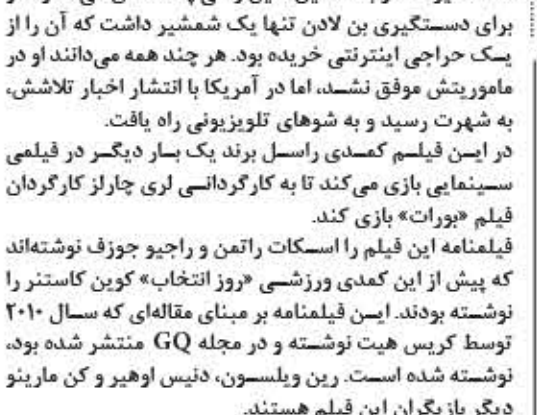 برای دستگیری بن لادن تنها یک شمشیر داشت که آن را از
یک حراجی اینترنتی خریده بود. هر چند همه می‌دانند او در
ماموریتش موفق نشد، اما در آمریکا با انتشار اخبار تلاشش،
به شهرت رسید و به شوهای تلویزیونی راه یافت.
در این فیلم کمدی راسل برند یک بار دیگر در فیلمی
سینمایی بازی می‌کند تا به کارگردانی لری چارلز کارگردان
فیلم «بورات» بازی کند.
فیلمنامه این فیلم را اسکات راتمن و راجیو جوزف نوشته‌اند
که پیش از این کمدی ورزشی «روز انتخاب» کوین کاستنر را
نوشته بودند. این فیلمنامه بر مبنای مقاله‌ای که سال ۲۰۱۰
توسط کریس هیت نوشته و در مجله GQ منتشر شده بود،
نوشته شده است. رین ویلسون، دنیس اوهیر و کن مارینو
دیگر بازیگران این فیلم هستند.